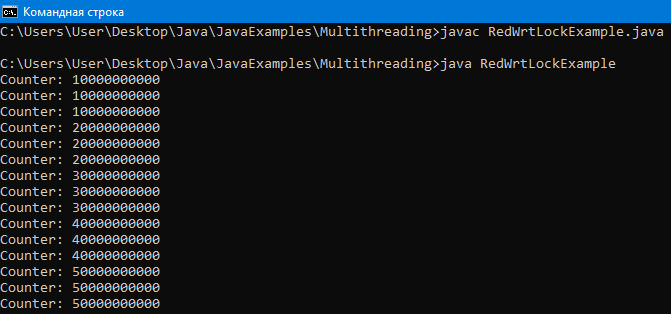 Командная строка
C:\Users\User\Desktop\Java\JavaExamples\Multithreading>javac RedWrtLockExample.java
C:\Users\User\Desktop\Java\JavaExamples\Multithreading>java RedWrtLockExample
Counter: 10000000000
Counter: 10000000000
Counter: 10000000000
Counter: 20000000000
Counter: 20000000000
Counter: 20000000000
Counter: 30000000000
Counter: 30000000000
Counter: 30000000000
Counter: 40000000000
Counter: 40000000000
Counter: 40000000000
Counter: 50000000000
Counter: 50000000000
Counter: 50000000000